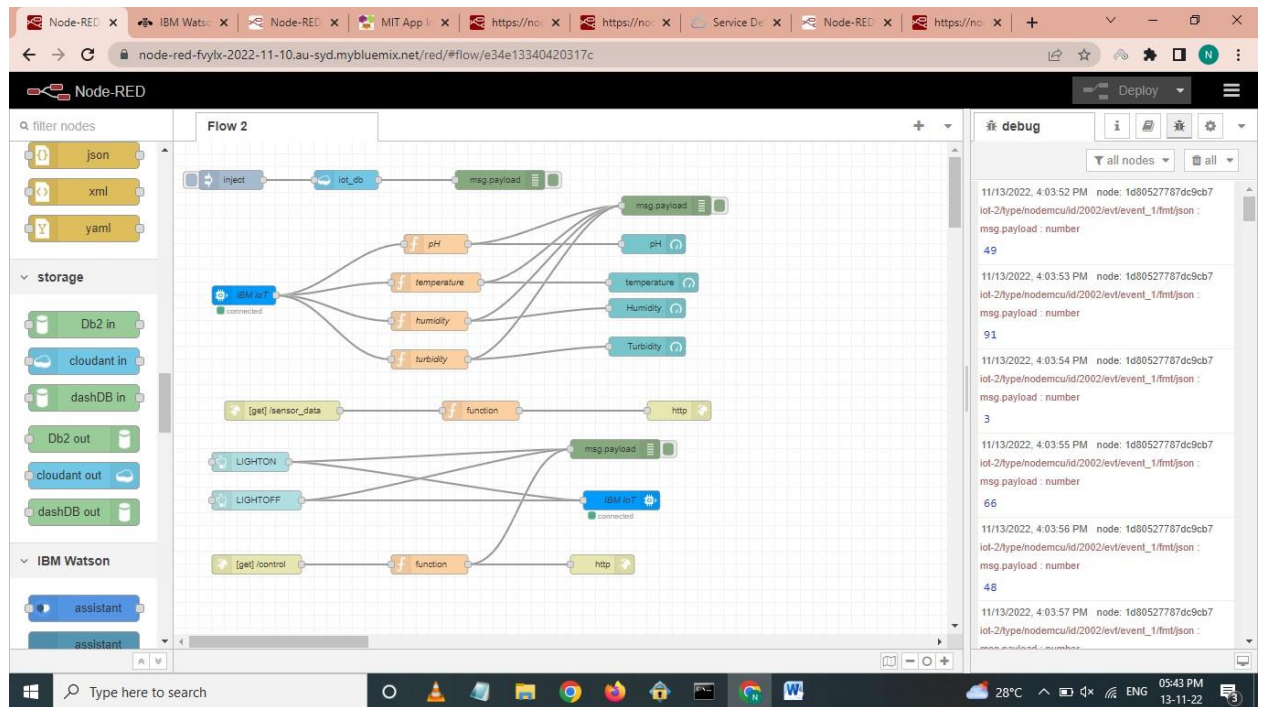 Node-RED
IBM Wats
Node-RED
MIT App I
https://no
https://no
Service De
Node-RED
https://no
node-red-fvylx-2022-11-10.au-syd.mybluemix.net/red/#flow/e34e13340420317c
N
Node-RED
Deploy
filter nodes
json
xml
Y yaml
storage
Db2 in
cloudant in
dashDB in
Db2 out
cloudant out
dashDB out
IBM Watson
assistant
assistant
Flow 2
inject
iot_db
msg.payload
msg.payload
pH
pH
temperature
temperature
IBM IoT
connected
Humidity
humidity
Turbidity
turbidity
[get] /sensor_data
function
http
msg.payload
LIGHTON
LIGHTOFF
IBM IoT
connected
[get] /control
function
http
debug
i
all nodes
all
11/13/2022, 4:03:52 PM node: 1d80527787dc9cb7
iot-2/type/nodemcu/id/2002/evt/event_1/fmt/json :
msg.payload : number
49
11/13/2022, 4:03:53 PM node: 1d80527787dc9cb7
iot-2/type/nodemcu/id/2002/evt/event_1/fmt/json :
msg.payload : number
91
11/13/2022, 4:03:54 PM node: 1d80527787dc9cb7
iot-2/type/nodemcu/id/2002/evt/event_1/fmt/json :
msg.payload : number
3
11/13/2022, 4:03:55 PM node: 1d80527787dc9cb7
iot-2/type/nodemcu/id/2002/evt/event_1/fmt/json :
msg.payload : number
66
11/13/2022, 4:03:56 PM node: 1d80527787dc9cb7
iot-2/type/nodemcu/id/2002/evt/event_1/fmt/json :
msg.payload : number
48
11/13/2022, 4:03:57 PM node: 1d80527787dc9cb7
iot-2/type/nodemcu/id/2002/evt/event_1/fmt/json :
msg.payload : number
Type here to search
28°C
ENG
05:43 PM
13-11-22
3